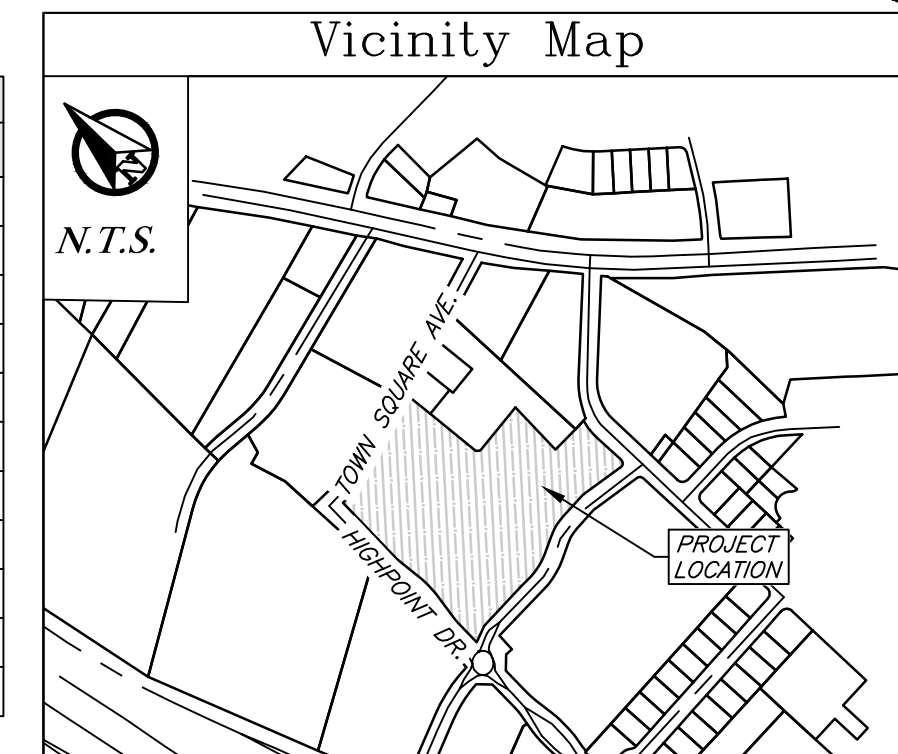 Vicinity Map
N
N.T.S.
TOWN SQUARE AVE.
HIGHPOINT DR.
PROJECT
LOCATION